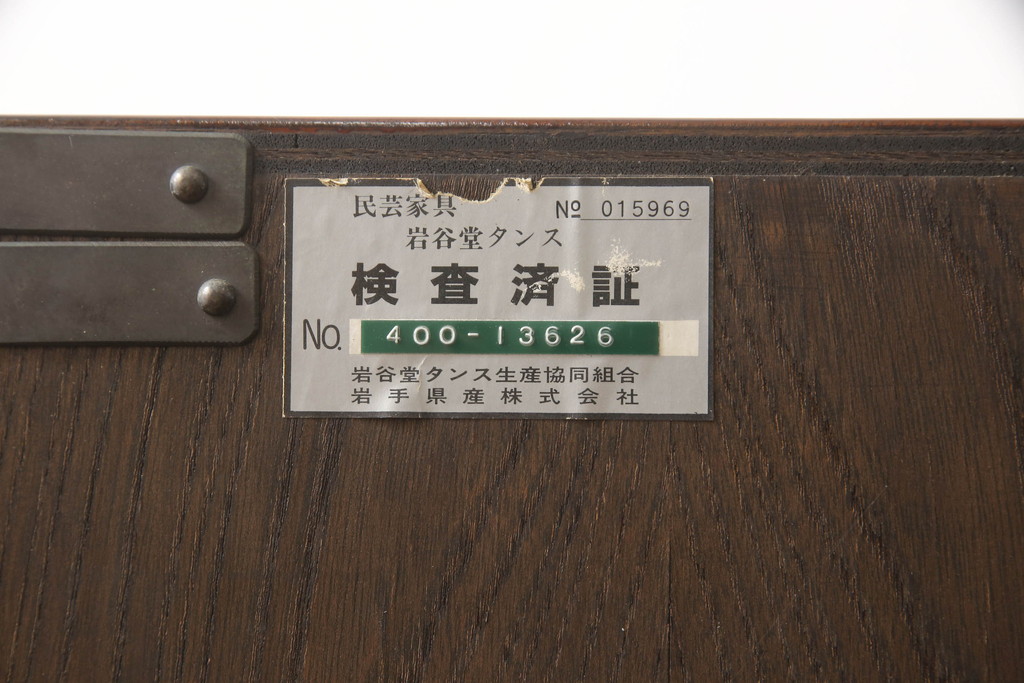 民芸家具 № 015969
岩谷堂タンス
検査済証
No. 400-13626
岩谷堂タンス生産協同組合
岩手県産株式会社